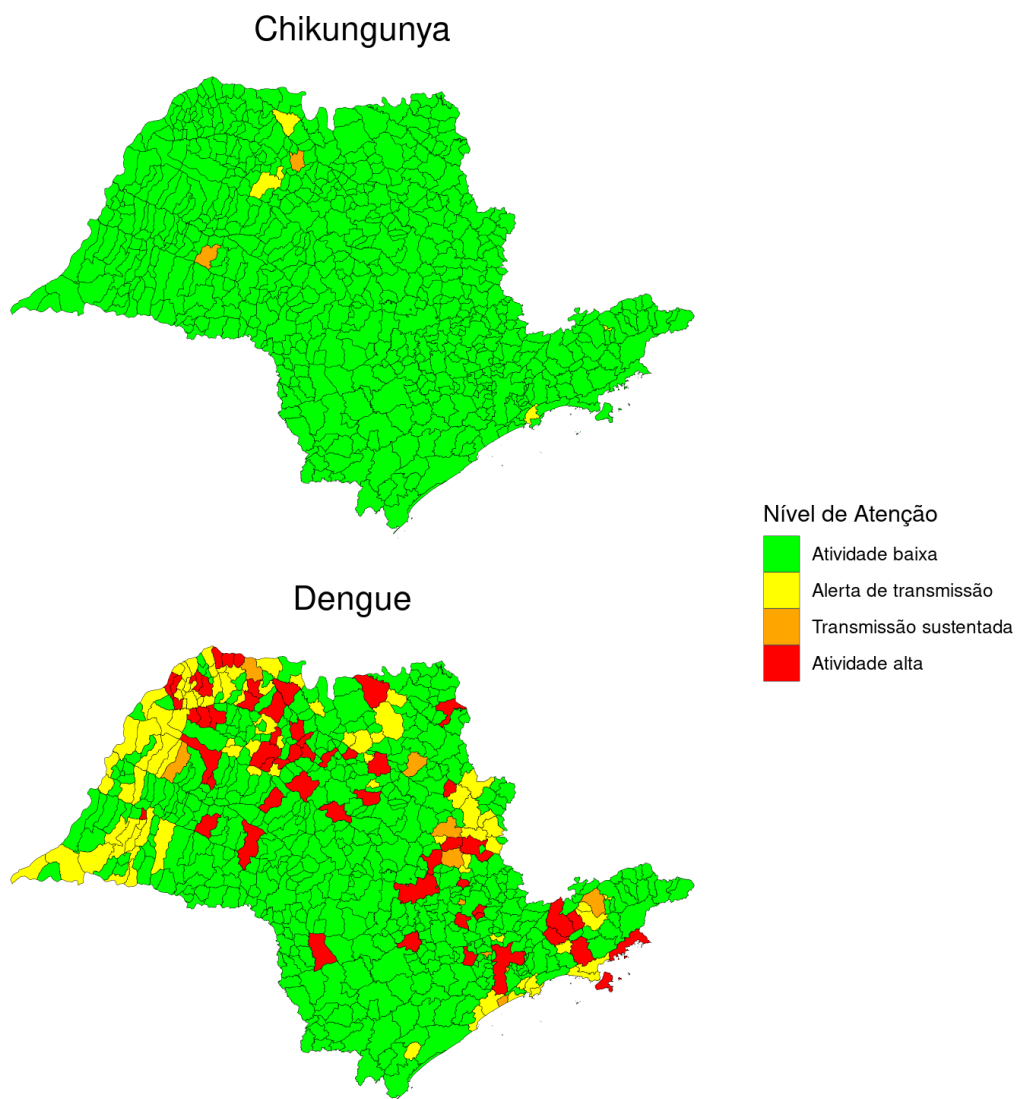 Chikungunya
Nível de Atenção
Atividade baixa
Alerta de transmissão
Transmissão sustentada
Atividade alta
Dengue